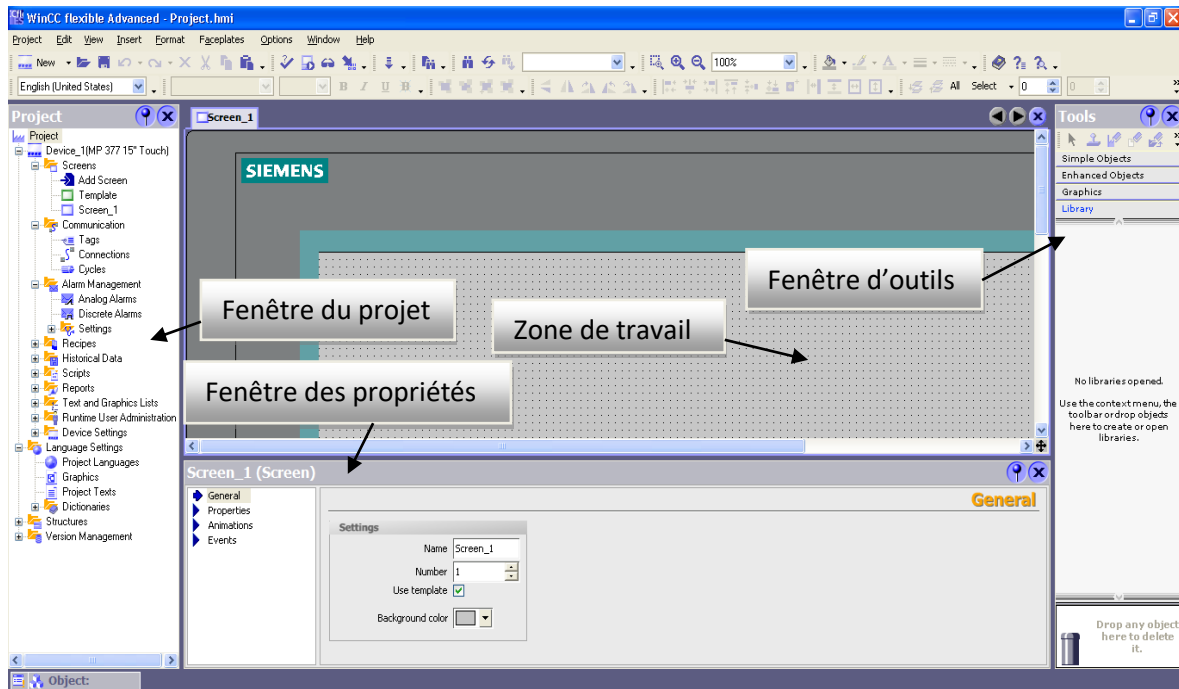 WinCC flexible Advanced - Project.hmi
Project Edit View Insert Format Faceplates Options Window Help
New 100%
English (United States) B I U All Select 0 0
Project
Project
Device_1(MP 377 15" Touch)
Screens
Add Screen
Template
Screen_1
Communication
Tags
Connections
Cycles
Alarm Management
Analog Alarms
Discrete Alarms
Settings
Recipes
Historical Data
Scripts
Reports
Text and Graphics Lists
Runtime User Administration
Device Settings
Language Settings
Project Languages
Graphics
Project Texts
Dictionaries
Structures
Version Management
Screen_1
SIEMENS
Fenêtre du projet
Zone de travail
Fenêtre d’outils
Fenêtre des propriétés
Tools
Simple Objects
Enhanced Objects
Graphics
Library
No libraries opened.
Use the context menu, the
toolbar or drop objects
here to create or open
libraries.
Drop any object
here to delete
it.
Screen_1 (Screen)
General
Properties
Animations
Events
General
Settings
Name Screen_1
Number 1
Use template
Background color
Object: